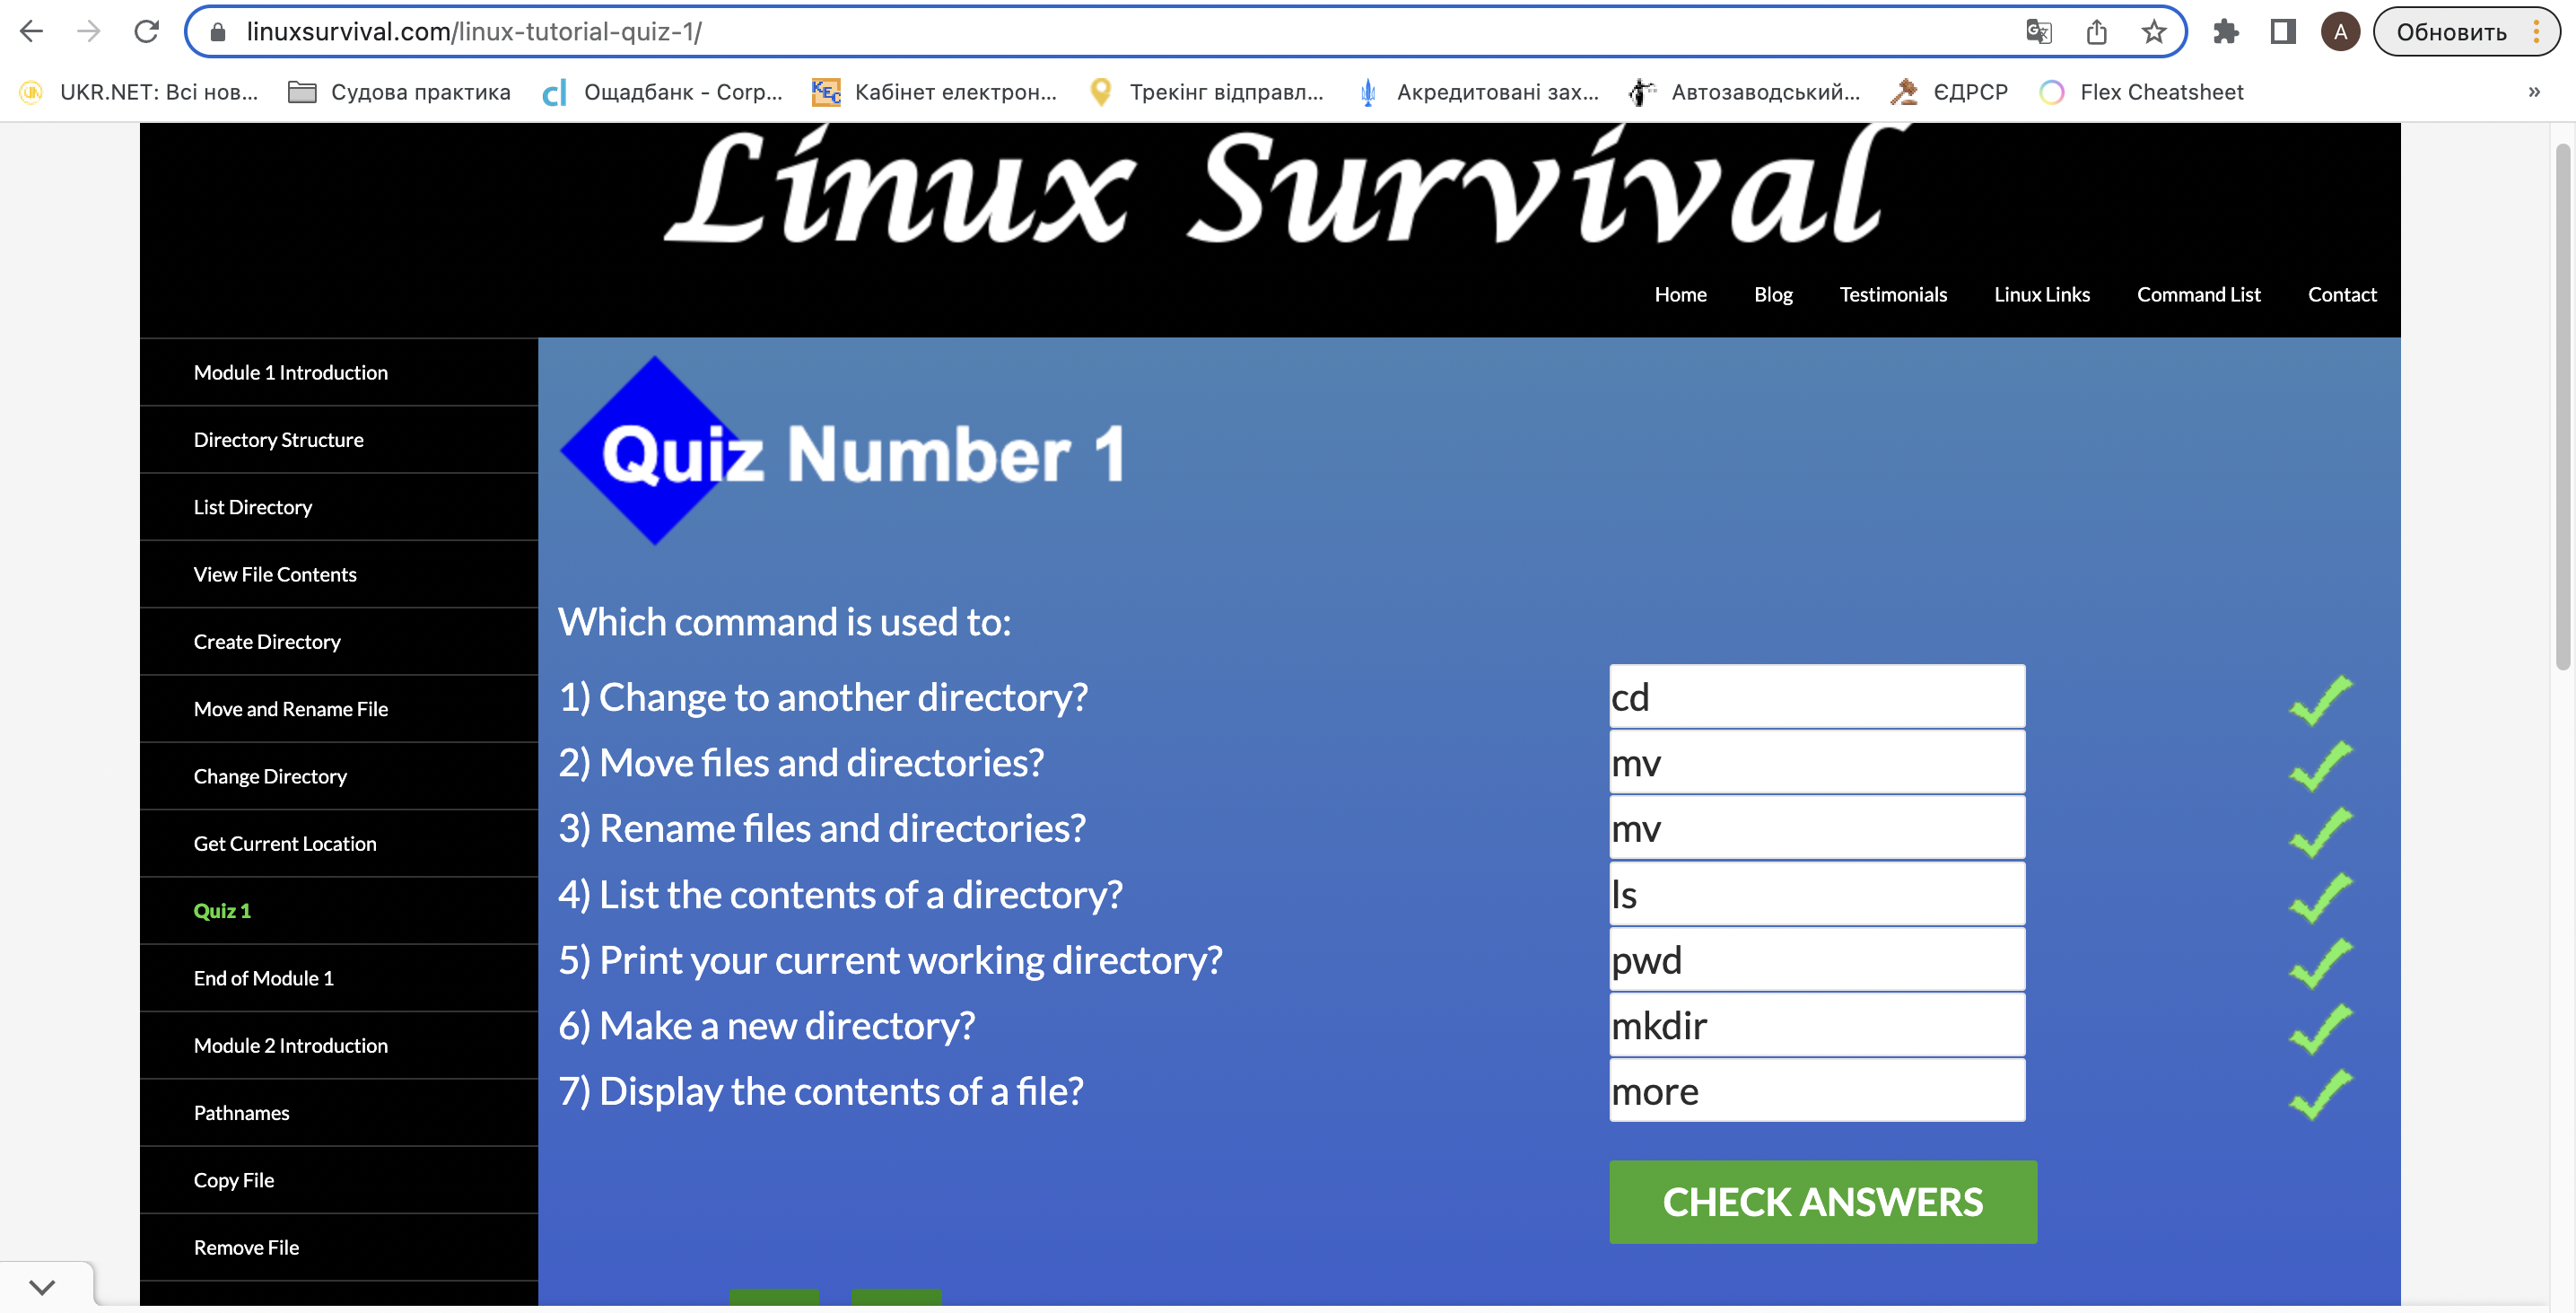 linuxsurvival.com/linux-tutorial-quiz-1/
A
Обновить
UKR.NET: Всі нов...
Судова практика
Ощадбанк - Corp...
Кабінет електрон...
Трекінг відправл...
Акредитовані зах...
Автозаводський...
ЄДРСР
Flex Cheatsheet
»
Linux Survival
Home
Blog
Testimonials
Linux Links
Command List
Contact
Module 1 Introduction
Directory Structure
List Directory
View File Contents
Create Directory
Move and Rename File
Change Directory
Get Current Location
Quiz 1
End of Module 1
Module 2 Introduction
Pathnames
Copy File
Remove File
Quiz Number 1
Which command is used to:
1) Change to another directory? cd
2) Move files and directories? mv
3) Rename files and directories? mv
4) List the contents of a directory? ls
5) Print your current working directory? pwd
6) Make a new directory? mkdir
7) Display the contents of a file? more
CHECK ANSWERS